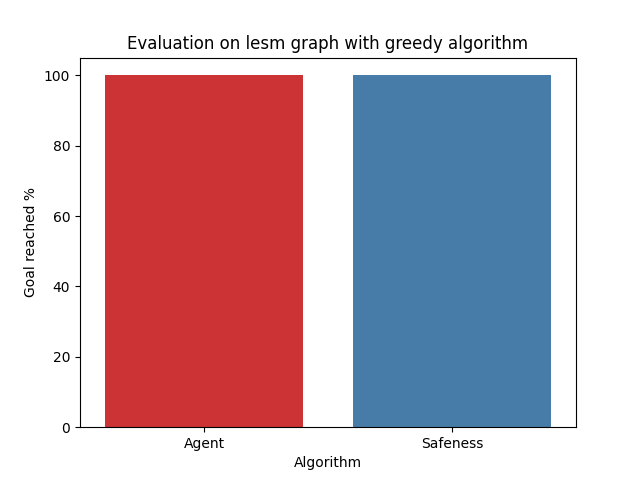 Evaluation on lesm graph with greedy algorithm
Goal reached %
100
80
60
40
20
0
Agent
Safeness
Algorithm